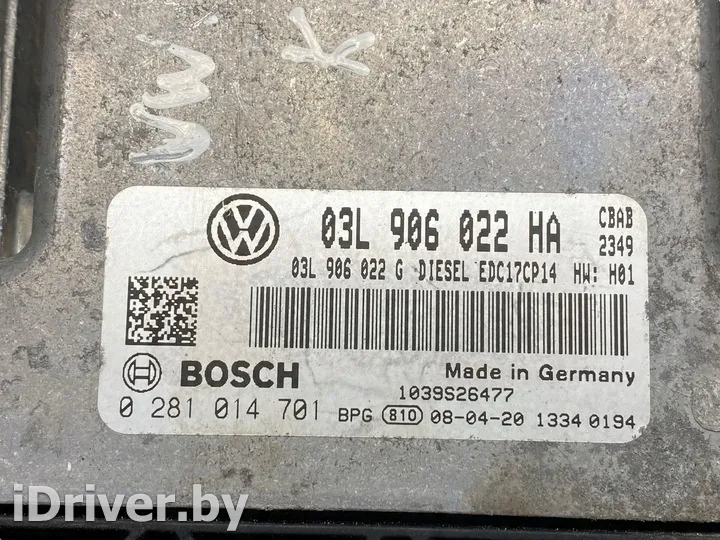 VW
K
03L 906 022 HA
CBAB
2349
03L 906 022 G DIESEL EDC17CP14 HW: H01
BOSCH
Made in Germany
1039S26477
0 281 014 701
BPG 810 08-04-20 1334 0194
iDriver.by